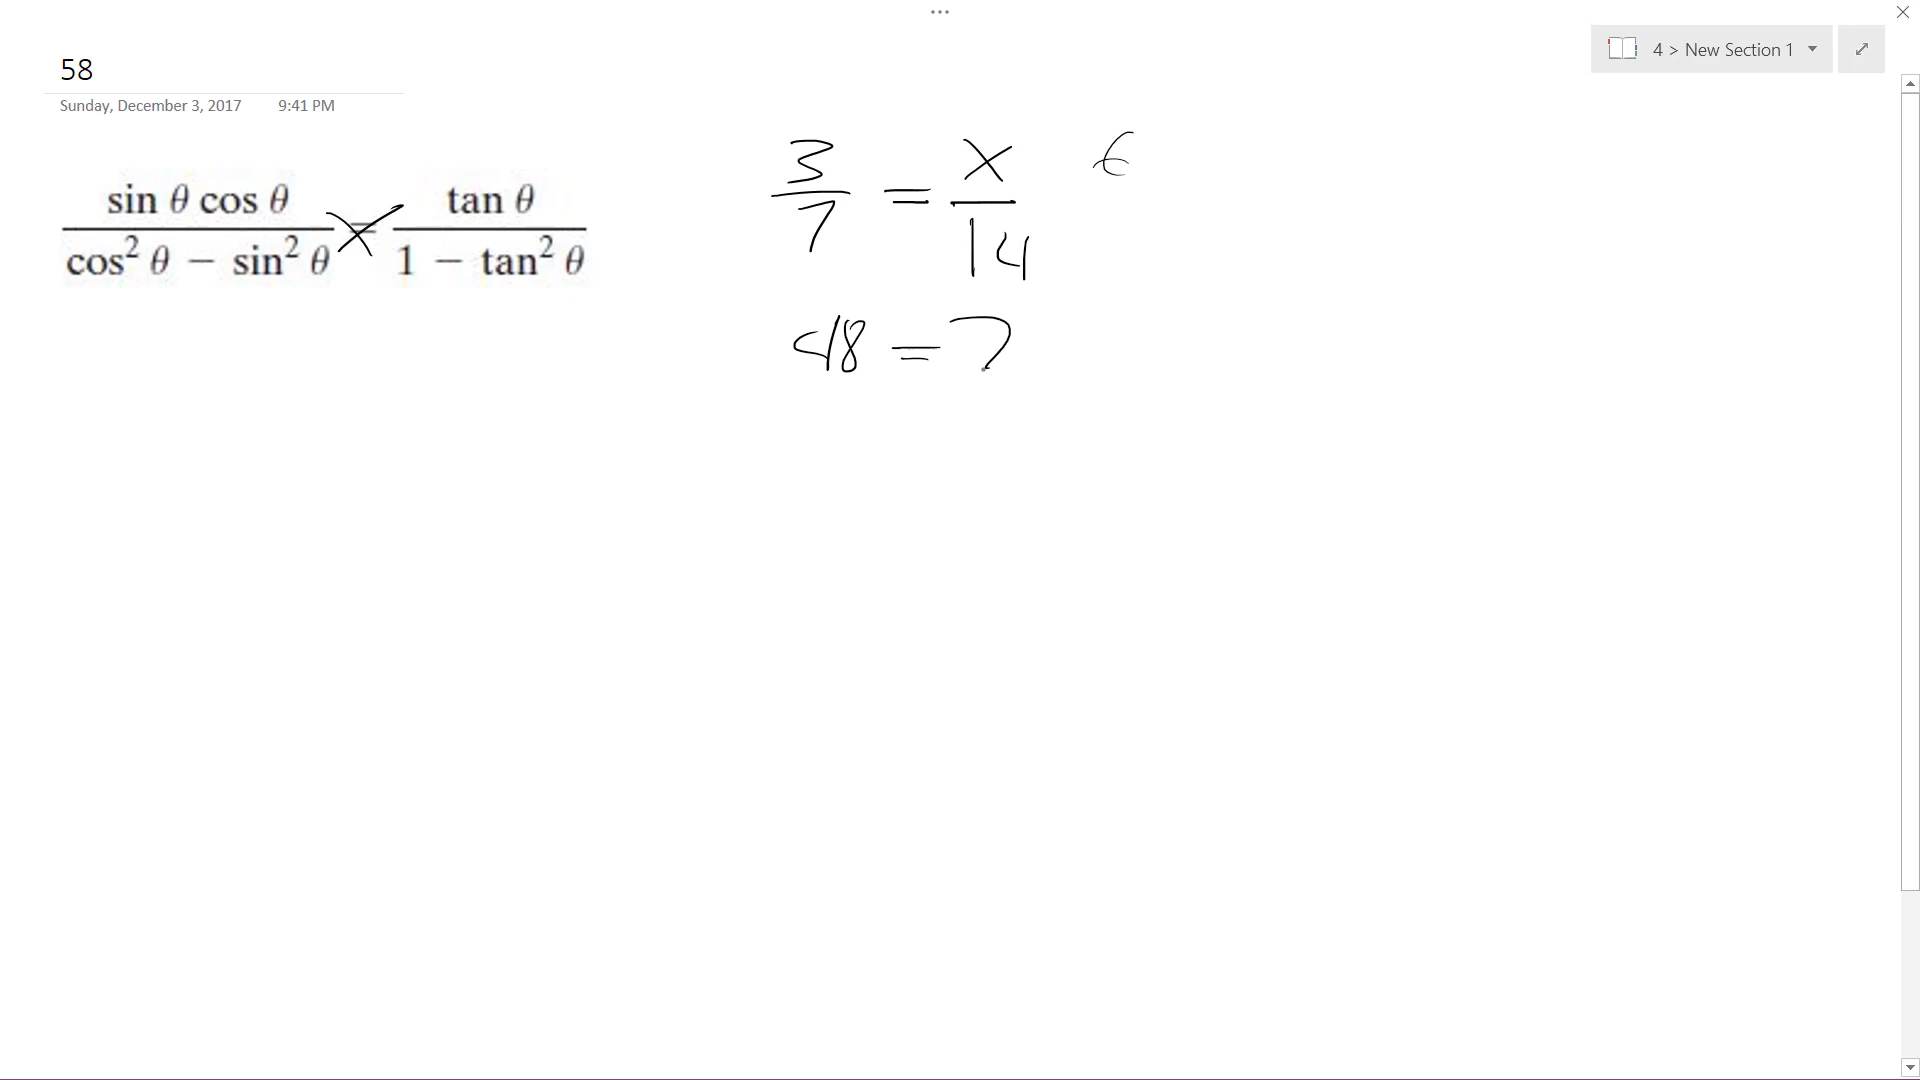 4 > New Section 1
58
Sunday, December 3, 2017 9:41 PM
sin θ cos θ / cos² θ − sin² θ = tan θ / 1 − tan² θ
3/7 = x/14
48 = 7